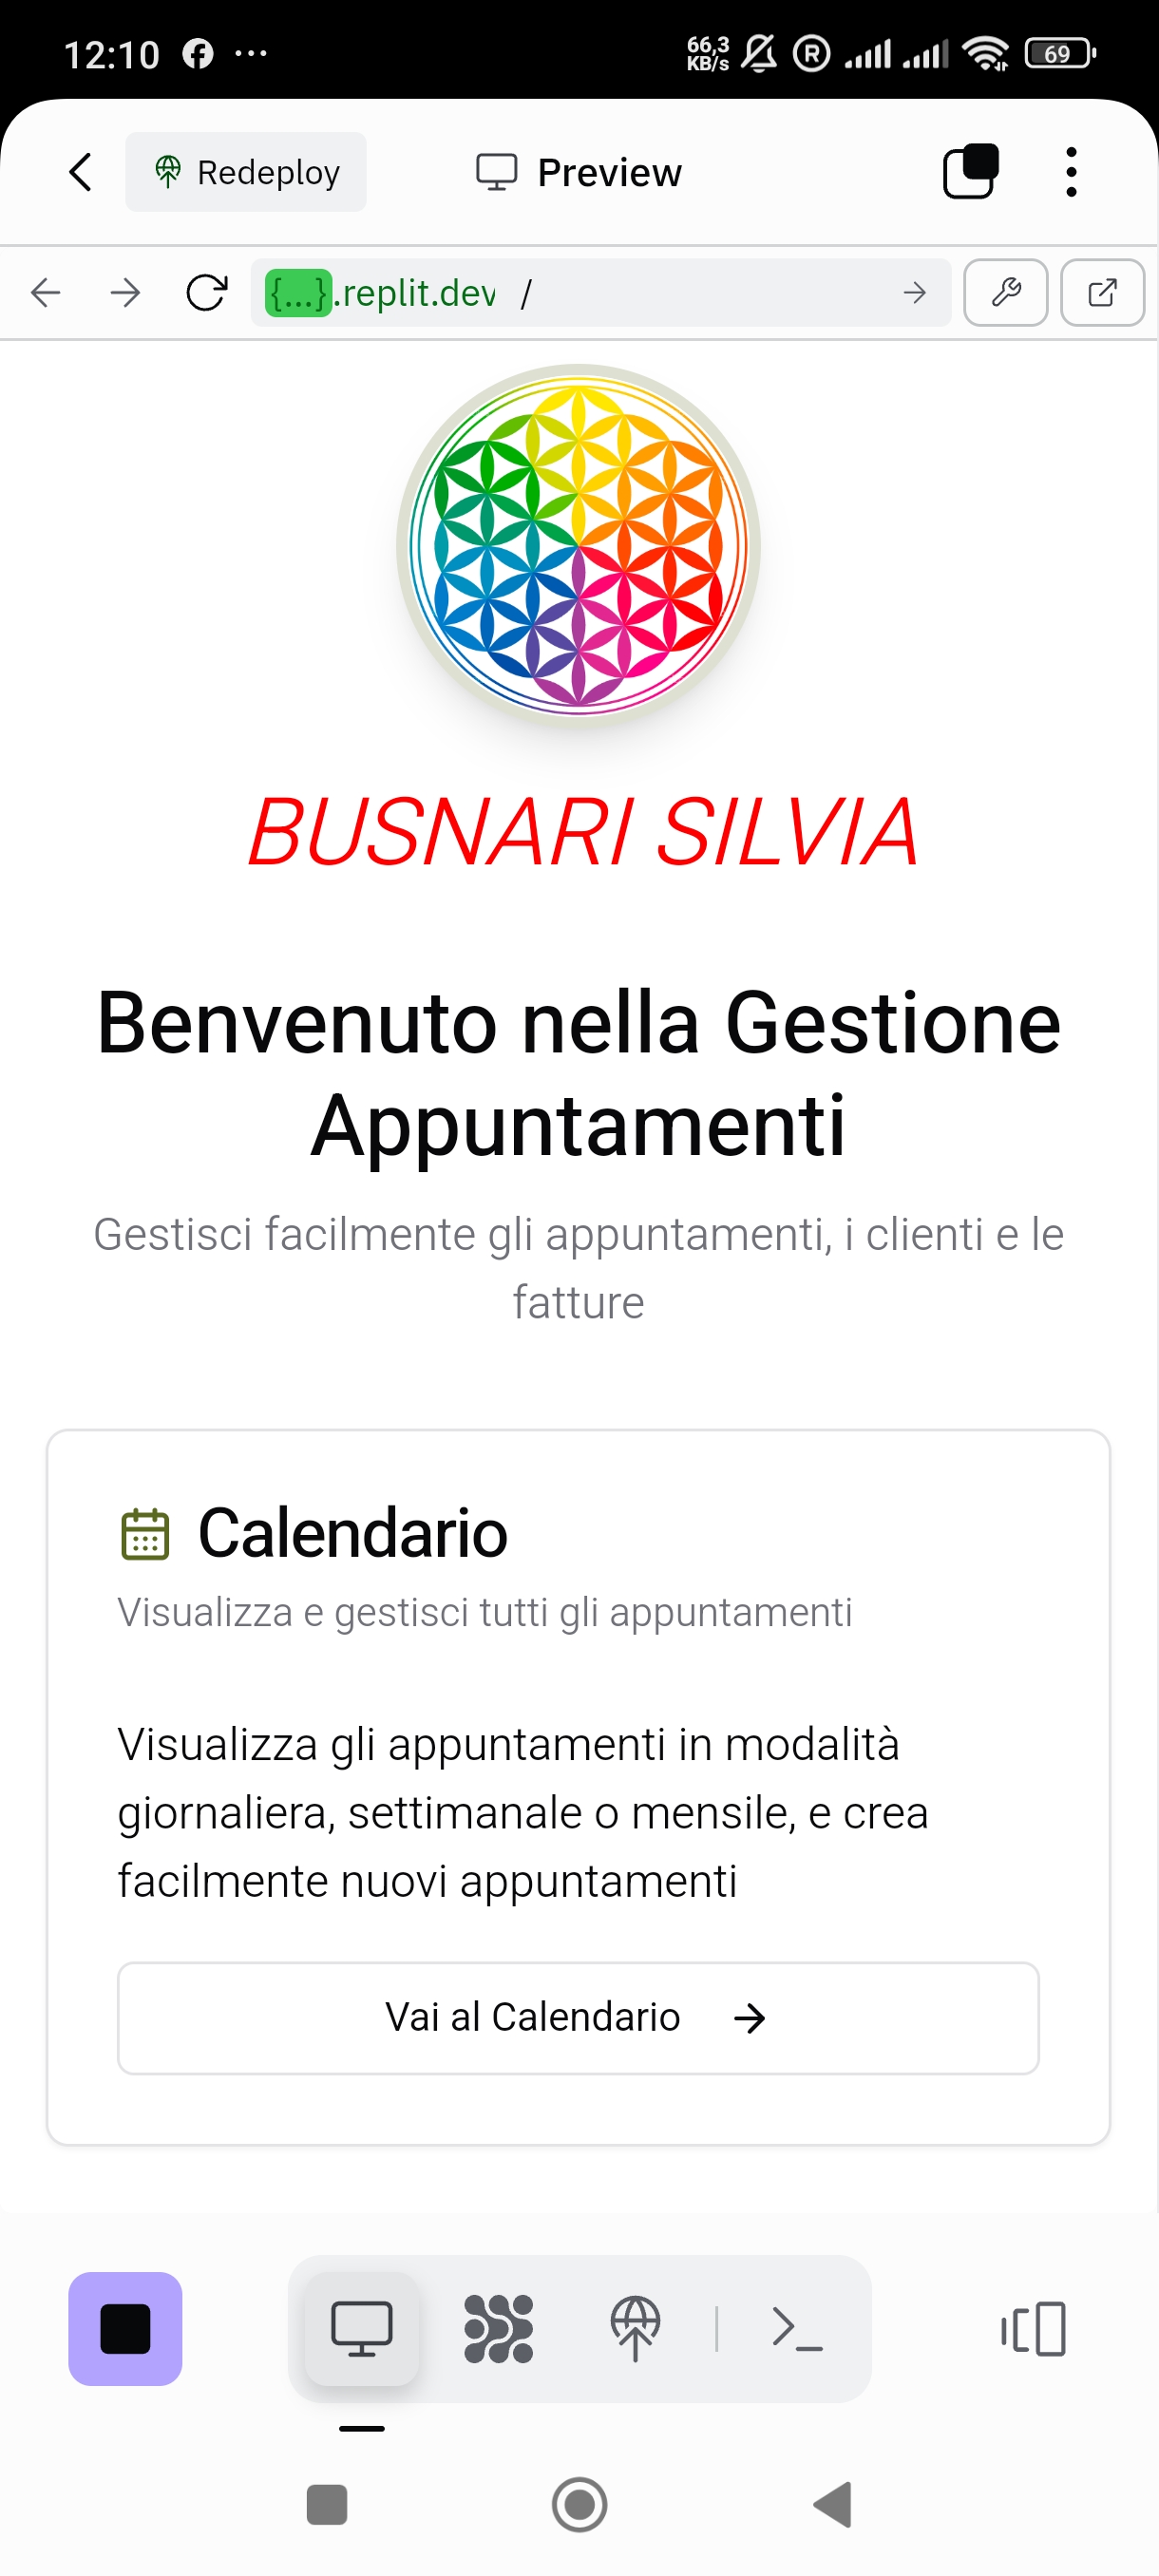 12:10
66,3
KB/s
R
69
Redeploy
Preview
{...}.replit.dev /
BUSNARI SILVIA
Benvenuto nella Gestione
Appuntamenti
Gestisci facilmente gli appuntamenti, i clienti e le
fatture
Calendario
Visualizza e gestisci tutti gli appuntamenti
Visualizza gli appuntamenti in modalità
giornaliera, settimanale o mensile, e crea
facilmente nuovi appuntamenti
Vai al Calendario